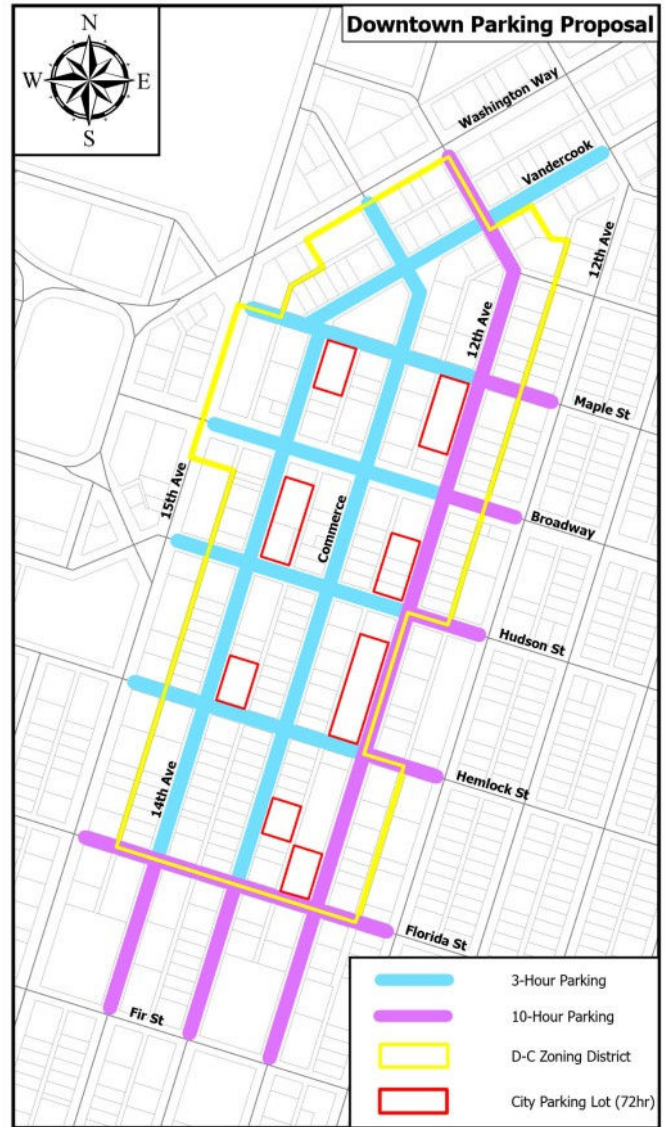 Downtown Parking Proposal
N
W E
S
Washington Way
Vandercook
12th Ave
12th Ave
Maple St
15th Ave
Commerce
Broadway
Hudson St
14th Ave
Hemlock St
Florida St
Fir St
3-Hour Parking
10-Hour Parking
D-C Zoning District
City Parking Lot (72hr)